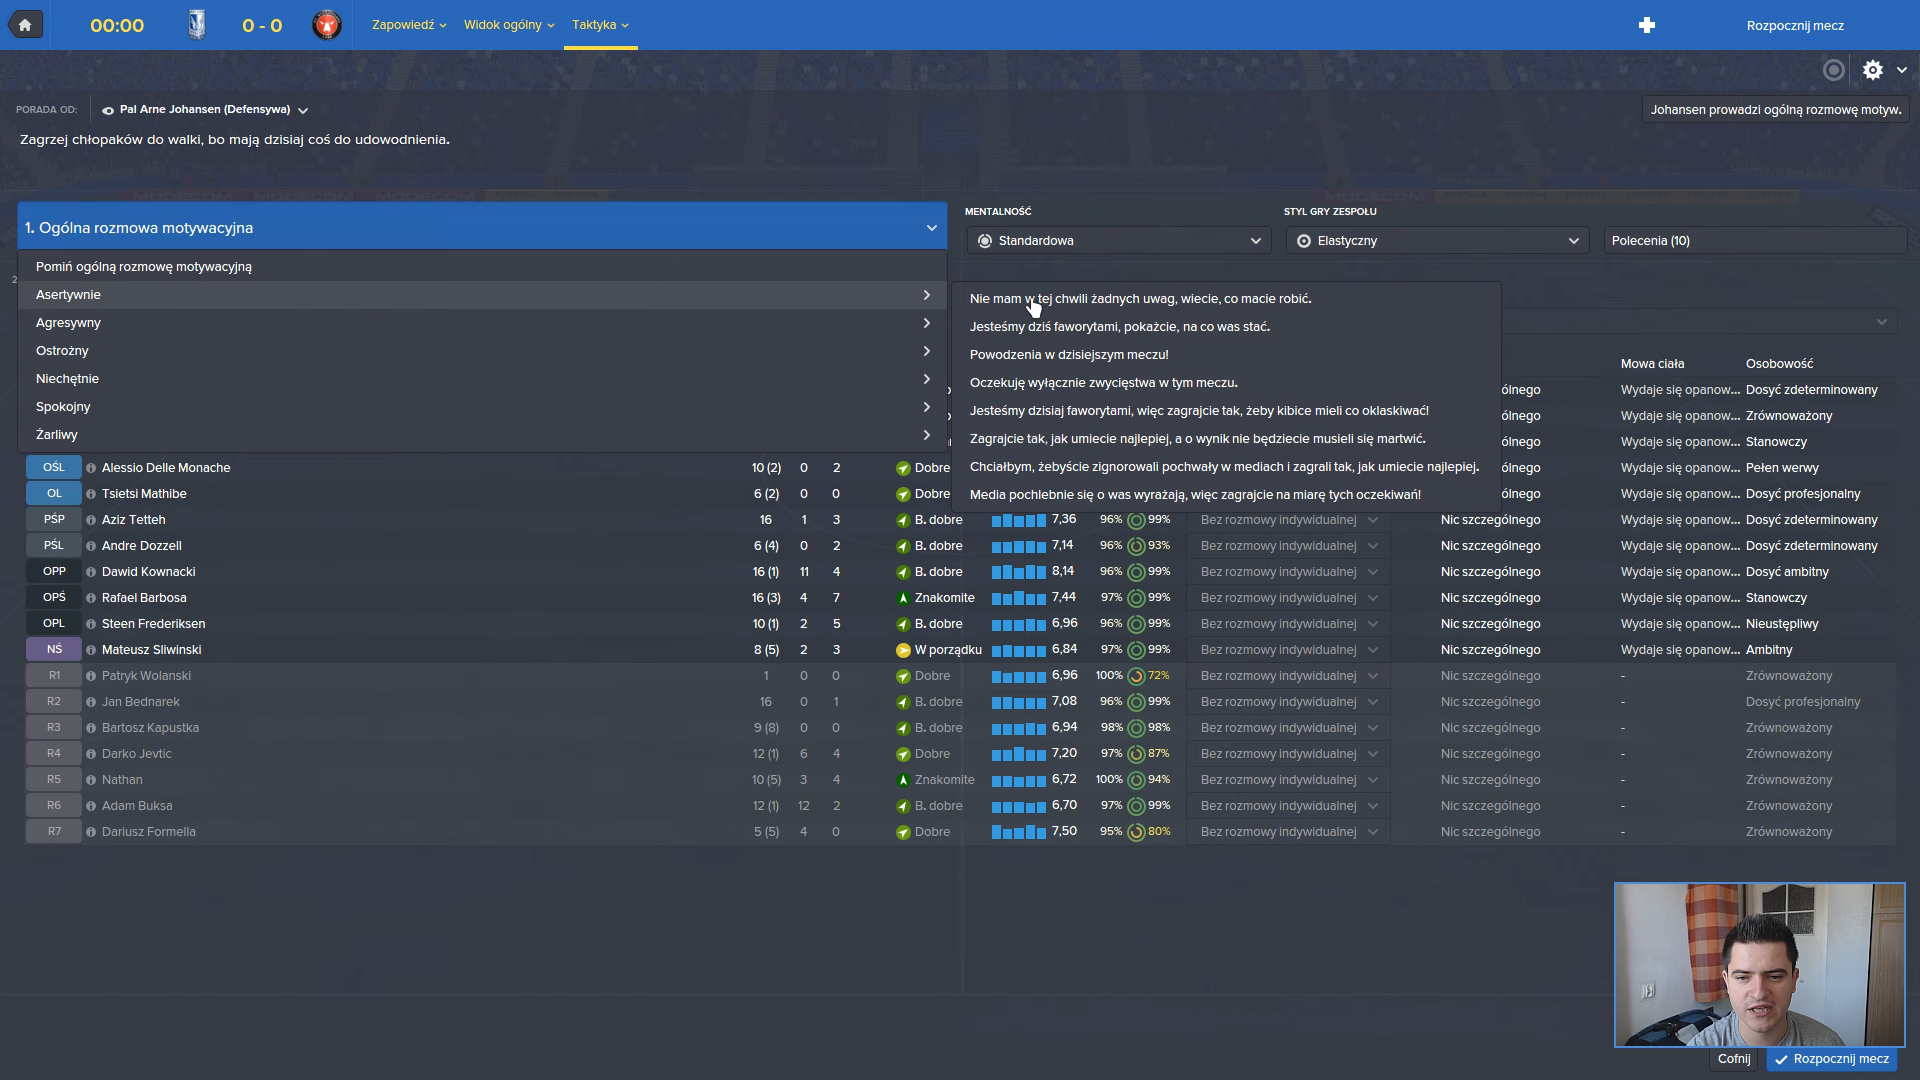 00:00 0 - 0 Zapowiedź Widok ogólny Taktyka Rozpocznij mecz
PORADA OD: Pal Arne Johansen (Defensywa) Johansen prowadzi ogólną rozmowę motyw.
Zagrzej chłopaków do walki, bo mają dzisiaj coś do udowodnienia.
MODECOM MODECOM MODECOM MODECOM
1. Ogólna rozmowa motywacyjna
MENTALNOŚĆ STYL GRY ZESPOŁU
Standardowa Elastyczny Polecenia (10)
Pomiń ogólną rozmowę motywacyjną
Asertywnie
Agresywny
Ostrożny
Niechętnie
Spokojny
Żarliwy
Nie mam w tej chwili żadnych uwag, wiecie, co macie robić.
Jesteśmy dziś faworytami, pokażcie, na co was stać.
Powodzenia w dzisiejszym meczu!
Oczekuję wyłącznie zwycięstwa w tym meczu.
Jesteśmy dzisiaj faworytami, więc zagrajcie tak, żeby kibice mieli co oklaskiwać!
Zagrajcie tak, jak umiecie najlepiej, a o wynik nie będziecie musieli się martwić.
Chciałbym, żebyście zignorowali pochwały w mediach i zagrali tak, jak umiecie najlepiej.
Media pochlebnie się o was wyrażają, więc zagrajcie na miarę tych oczekiwań!
Mowa ciała Osobowość
ólnego Wydaje się opanow... Dosyć zdeterminowany
ólnego Wydaje się opanow... Zrównoważony
ólnego Wydaje się opanow... Stanowczy
OŚL Alessio Delle Monache 10 (2) 0 2 Dobre ólnego Wydaje się opanow... Pełen werwy
OL Tsietsi Mathibe 6 (2) 0 0 Dobre ólnego Wydaje się opanow... Dosyć profesjonalny
PŚP Aziz Tetteh 16 1 3 B. dobre 7,36 96% 99% Bez rozmowy indywidualnej Nic szczególnego Wydaje się opanow... Dosyć zdeterminowany
PŚL Andre Dozzell 6 (4) 0 2 B. dobre 7,14 96% 93% Bez rozmowy indywidualnej Nic szczególnego Wydaje się opanow... Dosyć zdeterminowany
OPP Dawid Kownacki 16 (1) 11 4 B. dobre 8,14 96% 99% Bez rozmowy indywidualnej Nic szczególnego Wydaje się opanow... Dosyć ambitny
OPŚ Rafael Barbosa 16 (3) 4 7 Znakomite 7,44 97% 99% Bez rozmowy indywidualnej Nic szczególnego Wydaje się opanow... Stanowczy
OPL Steen Frederiksen 10 (1) 2 5 B. dobre 6,96 96% 99% Bez rozmowy indywidualnej Nic szczególnego Wydaje się opanow... Nieustępliwy
NŚ Mateusz Sliwinski 8 (5) 2 3 W porządku 6,84 97% 99% Bez rozmowy indywidualnej Nic szczególnego Wydaje się opanow... Ambitny
R1 Patryk Wolanski 1 0 0 Dobre 6,96 100% 72% Bez rozmowy indywidualnej Nic szczególnego - Zrównoważony
R2 Jan Bednarek 16 0 1 B. dobre 7,08 96% 99% Bez rozmowy indywidualnej Nic szczególnego - Dosyć profesjonalny
R3 Bartosz Kapustka 9 (8) 0 0 B. dobre 6,94 98% 98% Bez rozmowy indywidualnej Nic szczególnego - Zrównoważony
R4 Darko Jevtic 12 (1) 6 4 Dobre 7,20 97% 87% Bez rozmowy indywidualnej Nic szczególnego - Zrównoważony
R5 Nathan 10 (5) 3 4 Znakomite 6,72 100% 94% Bez rozmowy indywidualnej Nic szczególnego - Zrównoważony
R6 Adam Buksa 12 (1) 12 2 B. dobre 6,70 97% 99% Bez rozmowy indywidualnej Nic szczególnego - Zrównoważony
R7 Dariusz Formella 5 (5) 4 0 Dobre 7,50 95% 80% Bez rozmowy indywidualnej Nic szczególnego - Zrównoważony
Cofnij Rozpocznij mecz